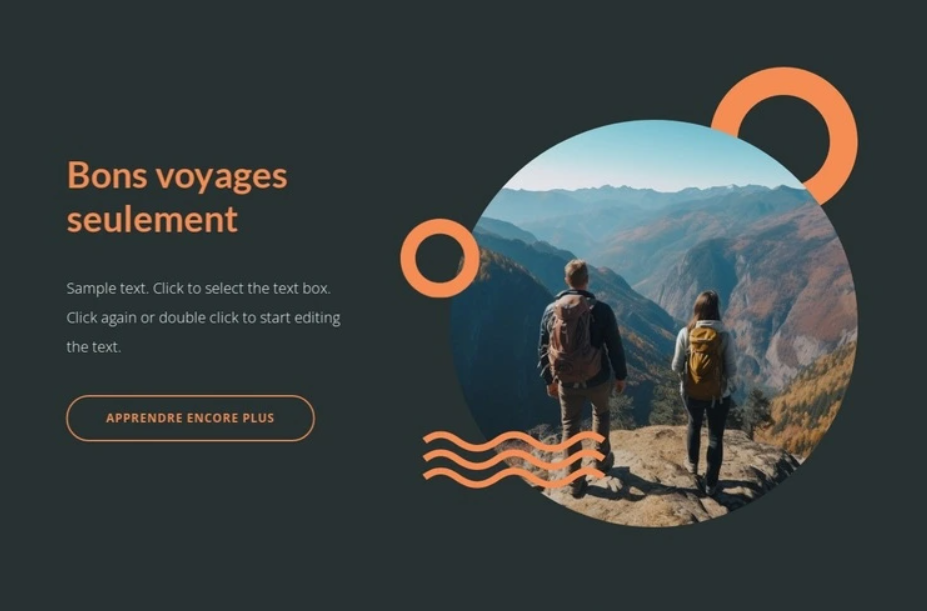 Bons voyages
seulement
Sample text. Click to select the text box.
Click again or double click to start editing
the text.
APPRENDRE ENCORE PLUS